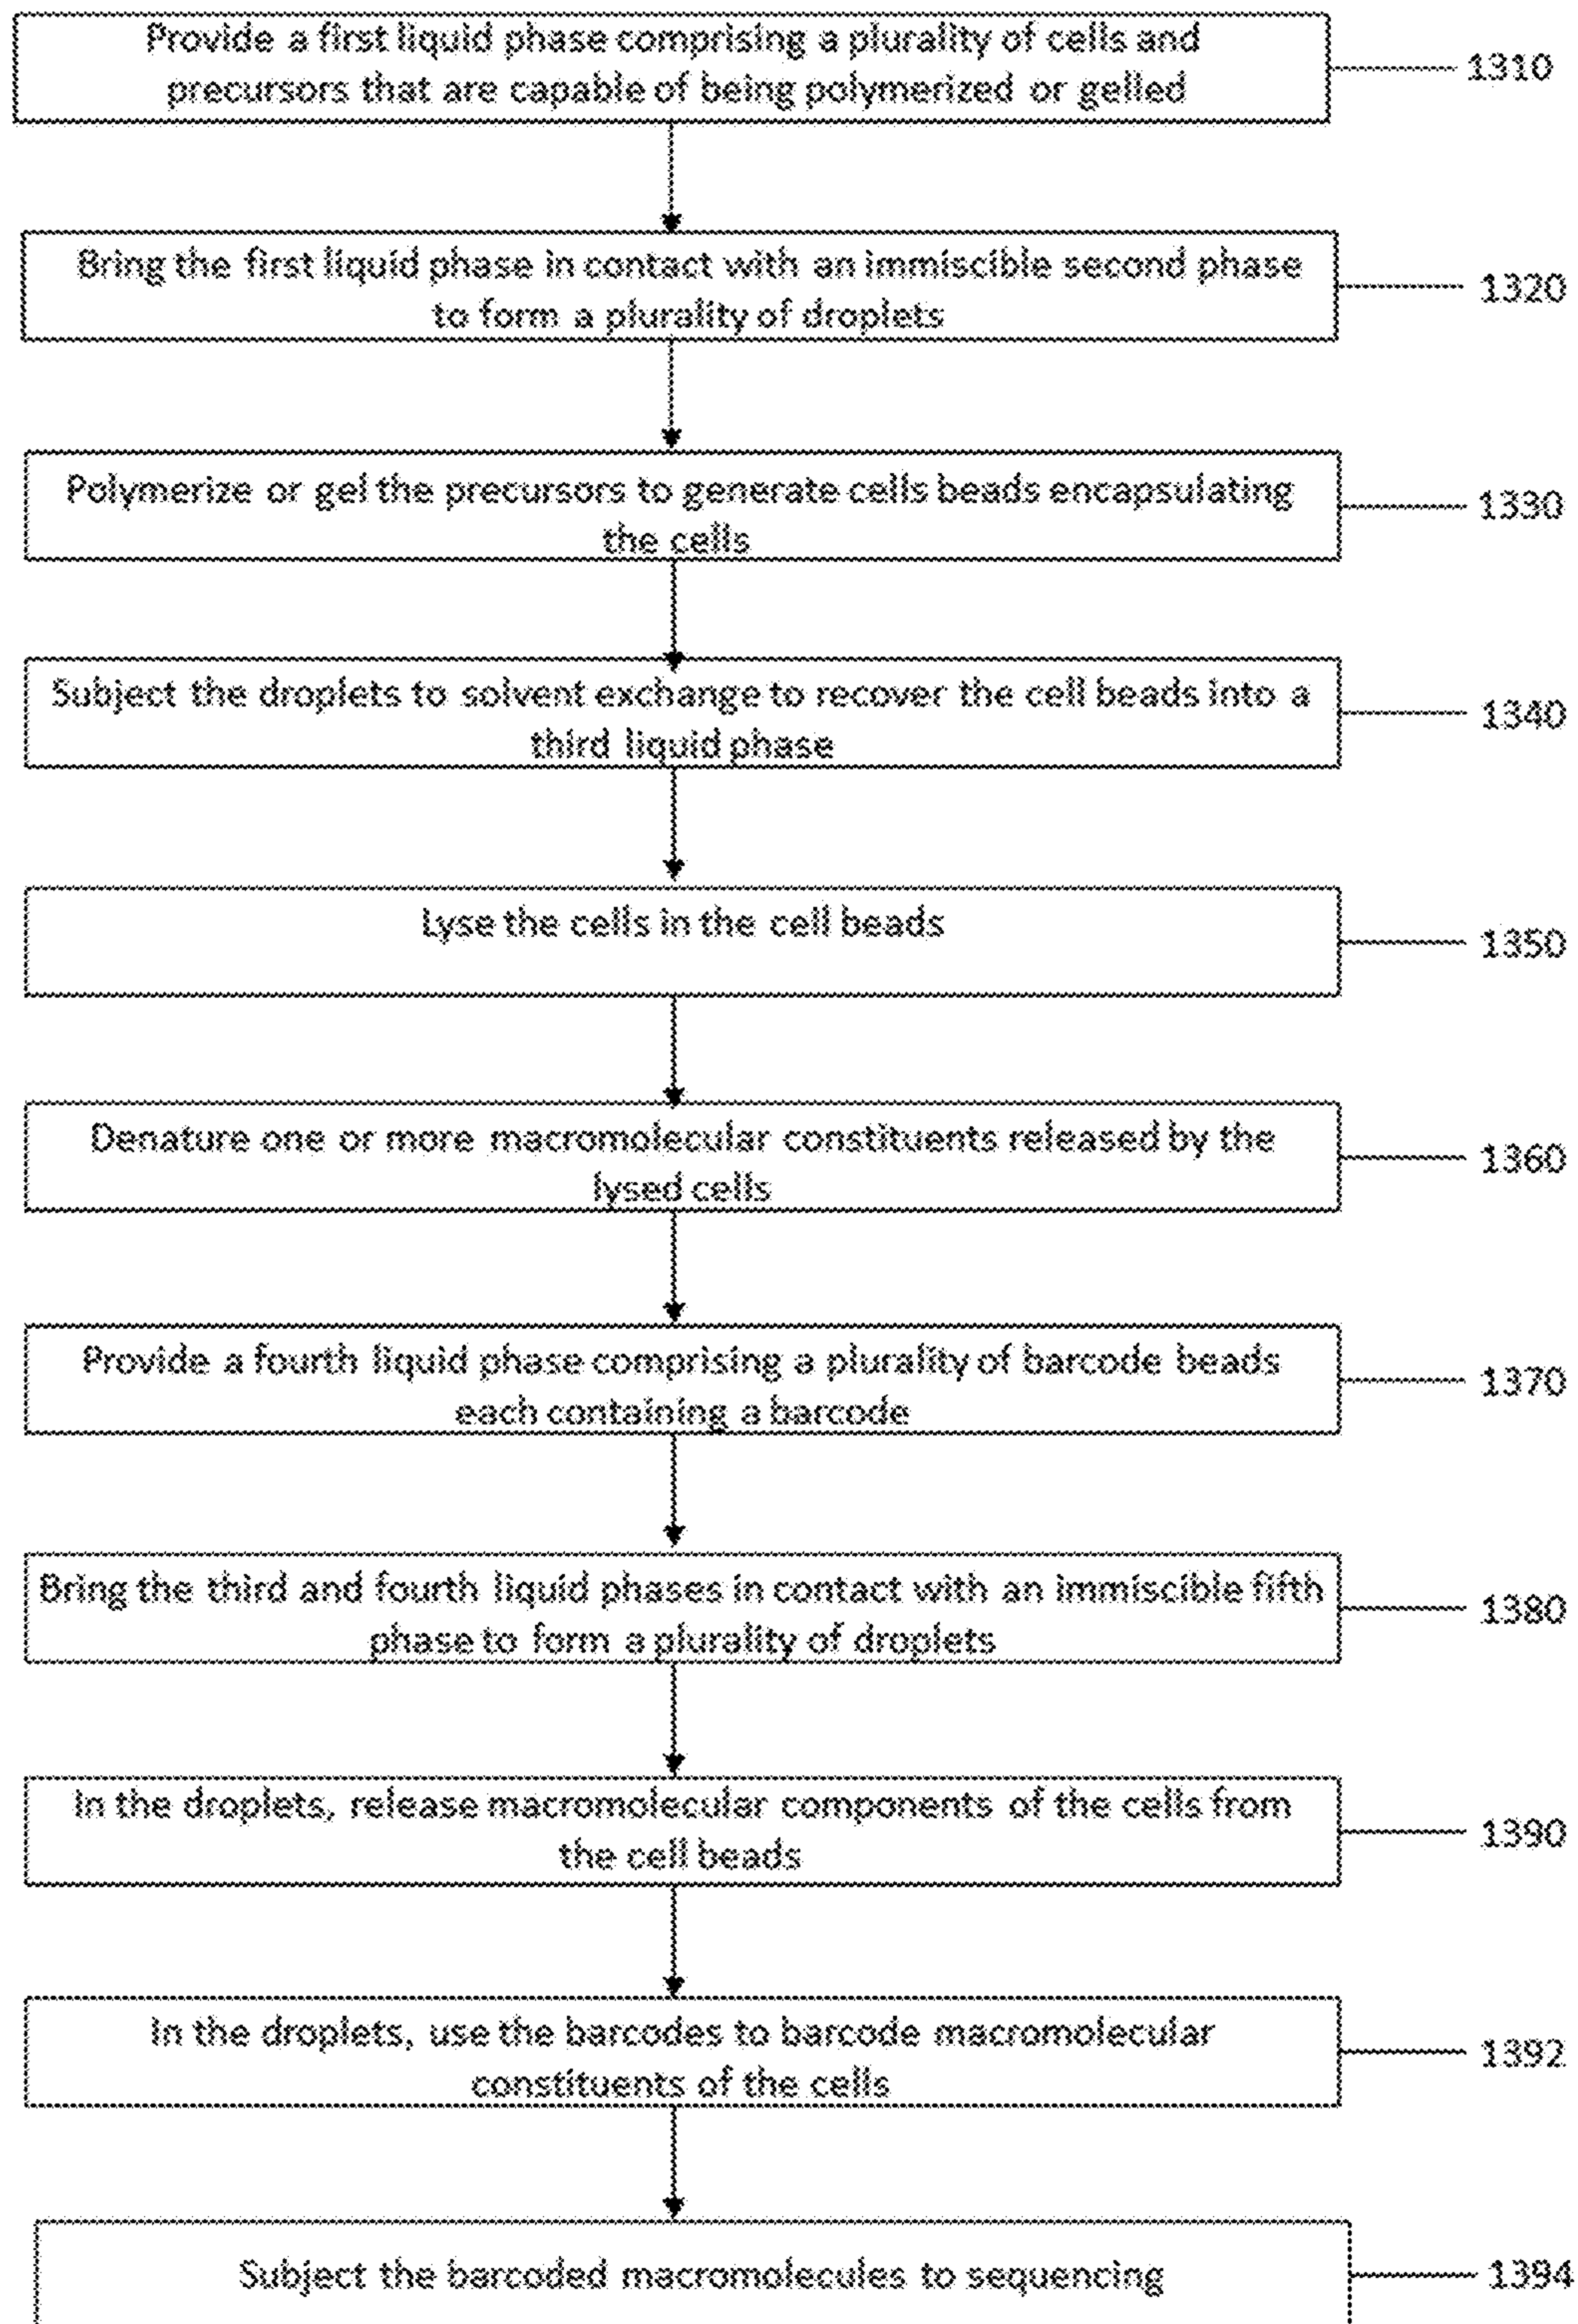 Provide a first liquid phase comprising a plurality of cells and
precursors that are capable of being polymerized or gelled
1310
Bring the first liquid phase in contact with an immiscible second phase
to form a plurality of droplets
1320
Polymerize or gel the precursors to generate cells beads encapsulating
the cells
1330
Subject the droplets to solvent exchange to recover the cell beads into a
third liquid phase
1340
Lyse the cells in the cell beads
1350
Denature one or more macromolecular constituents released by the
lysed cells
1360
Provide a fourth liquid phase comprising a plurality of barcode beads
each containing a barcode
1370
Bring the third and fourth liquid phases in contact with an immiscible fifth
phase to form a plurality of droplets
1380
In the droplets, release macromolecular components of the cells from
the cell beads
1390
In the droplets, use the barcodes to barcode macromolecular
constituents of the cells
1392
Subject the barcoded macromolecules to sequencing
1394